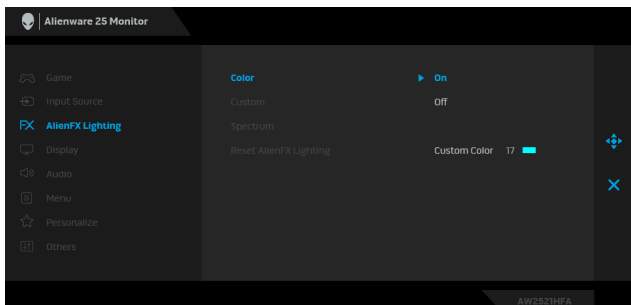 Alienware 25 Monitor
Game
Input Source
FX AlienFX Lighting
Display
Audio
Menu
Personalize
Others
Color On
Custom Off
Spectrum
Reset AlienFX Lighting Custom Color 17
AW2521HFA